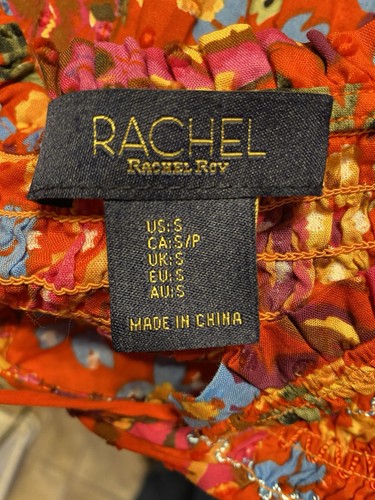 RACHEL
RACHEL ROY
US:S
CA:S/P
UK:S
EU:S
AU:S
MADE IN CHINA